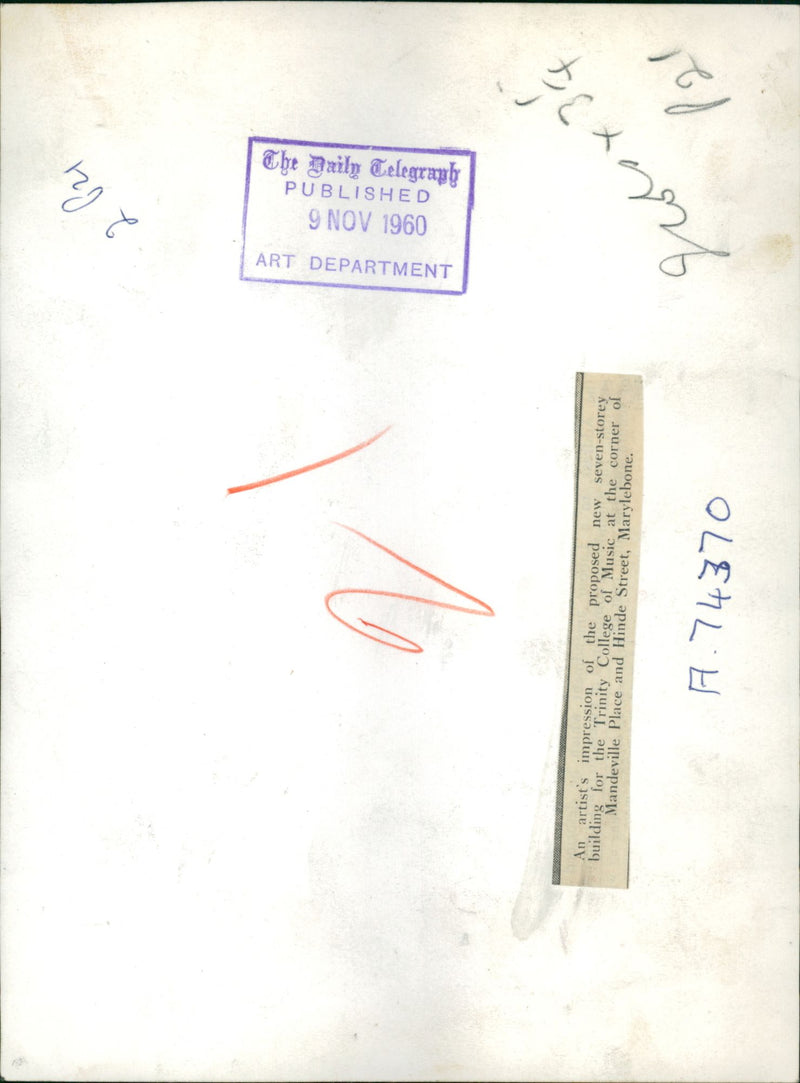 The Daily Telegraph
PUBLISHED
9 NOV 1960
ART DEPARTMENT
An artist's impression of the proposed new seven-storey
building for the Trinity College of Music at the corner of
Mandeville Place and Hinde Street, Marylebone.
A.74370